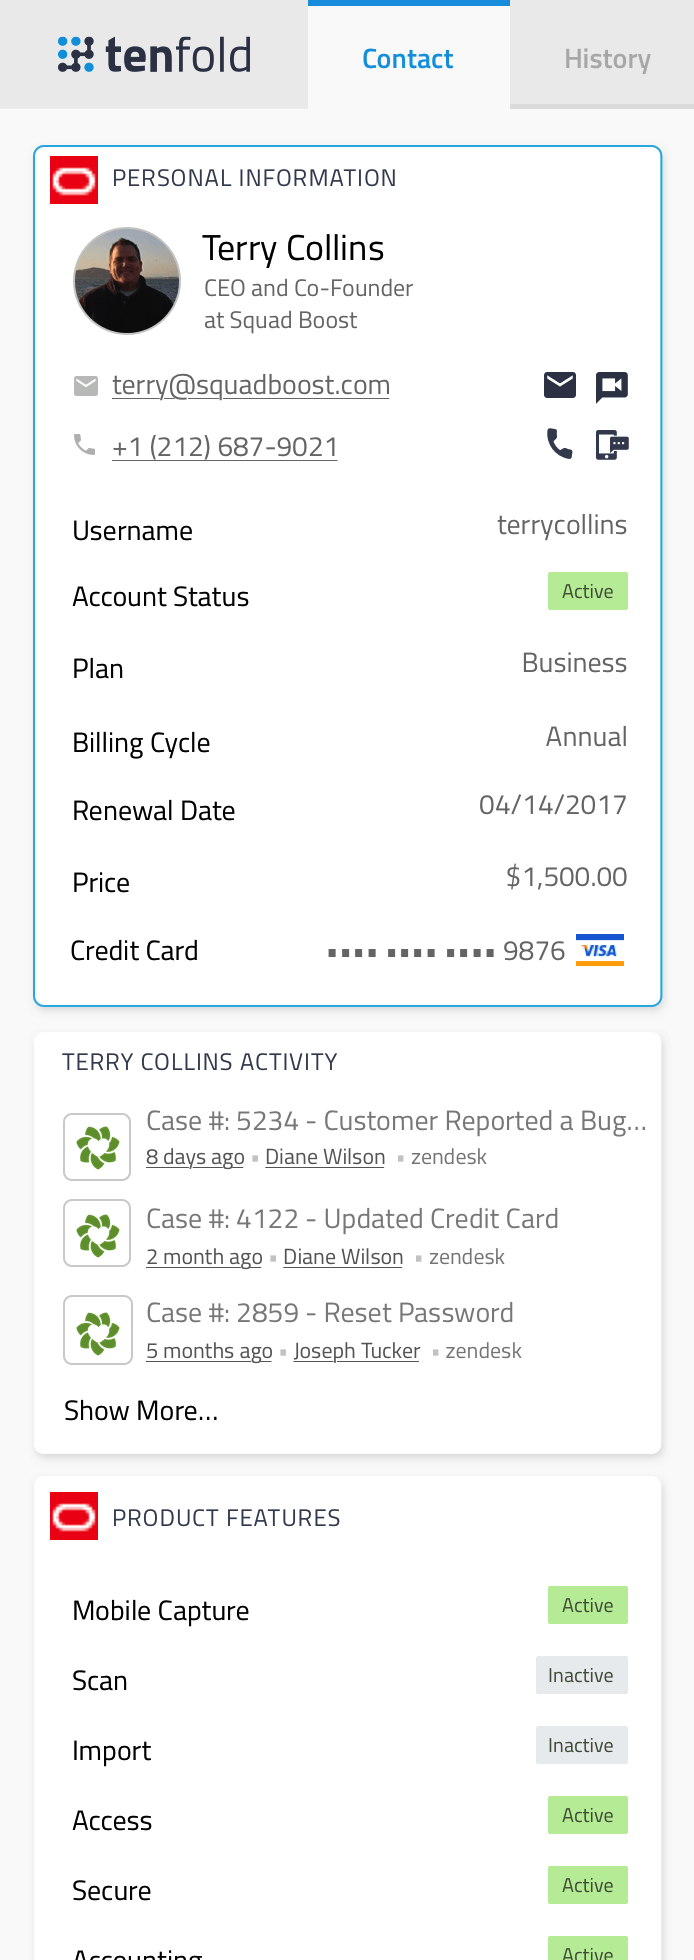 tenfold
Contact
History
PERSONAL INFORMATION
Terry Collins
CEO and Co-Founder
at Squad Boost
terry@squadboost.com
+1 (212) 687-9021
Username terrycollins
Account Status Active
Plan Business
Billing Cycle Annual
Renewal Date 04/14/2017
Price $1,500.00
Credit Card ▪▪▪▪ ▪▪▪▪ ▪▪▪▪ 9876 VISA
TERRY COLLINS ACTIVITY
Case #: 5234 - Customer Reported a Bug...
8 days ago ▪ Diane Wilson ▪ zendesk
Case #: 4122 - Updated Credit Card
2 month ago ▪ Diane Wilson ▪ zendesk
Case #: 2859 - Reset Password
5 months ago ▪ Joseph Tucker ▪ zendesk
Show More...
PRODUCT FEATURES
Mobile Capture Active
Scan Inactive
Import Inactive
Access Active
Secure Active
Accounting Active